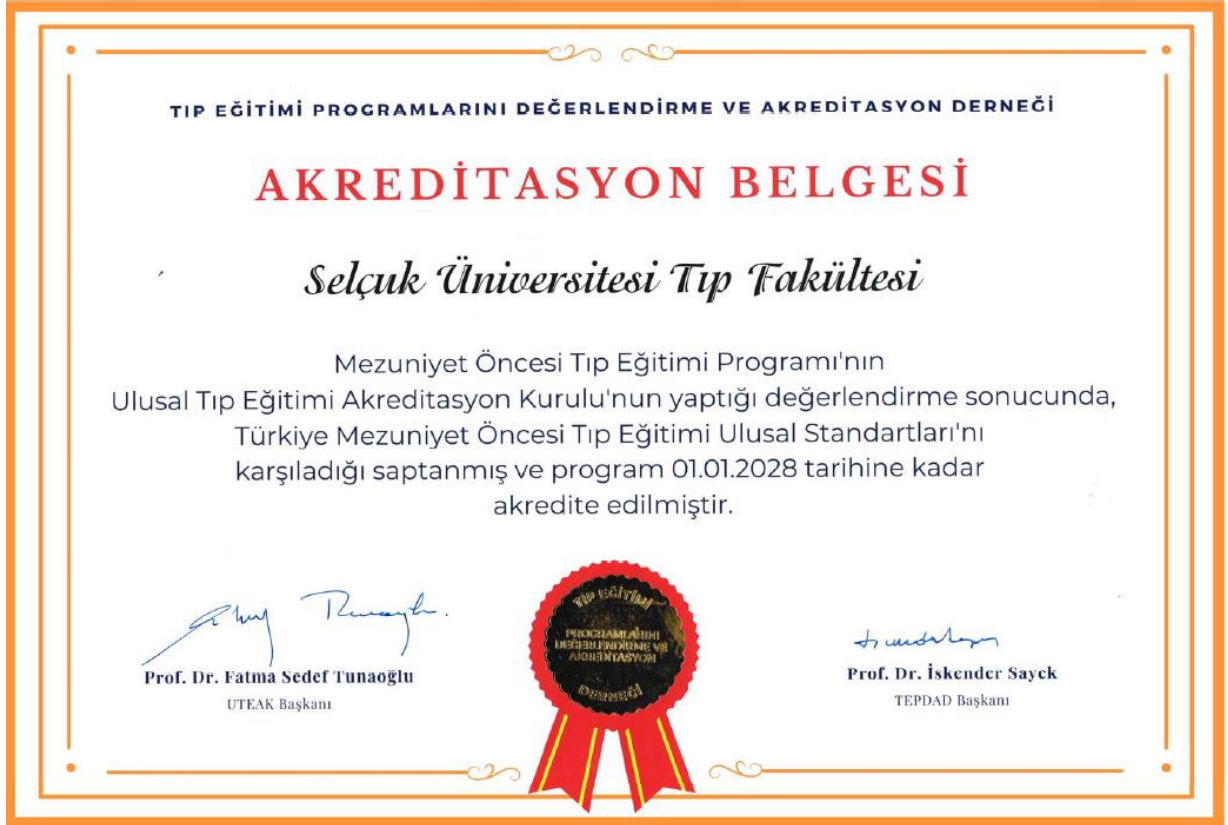 TIP EĞİTİMİ PROGRAMLARINI DEĞERLENDİRME VE AKREDİTASYON DERNEĞİ
AKREDİTASYON BELGESİ
Selçuk Üniversitesi Tıp Fakültesi
Mezuniyet Öncesi Tıp Eğitimi Programı'nın
Ulusal Tıp Eğitimi Akreditasyon Kurulu'nun yaptığı değerlendirme sonucunda,
Türkiye Mezuniyet Öncesi Tıp Eğitimi Ulusal Standartları'nı
karşıladığı saptanmış ve program 01.01.2028 tarihine kadar
akredite edilmiştir.
TIP EĞİTİMİ
PROGRAMLARINI
DEĞERLENDİRME VE
AKREDİTASYON
DERNEĞİ
Prof. Dr. Fatma Sedef Tunaoğlu
UTEAK Başkanı
Prof. Dr. İskender Sayek
TEPDAD Başkanı